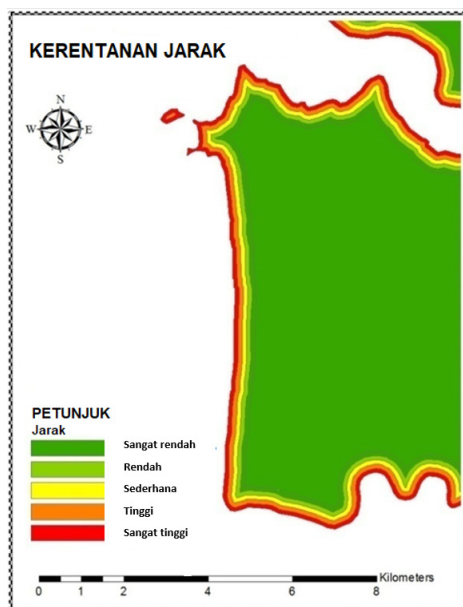 KERENTANAN JARAK
N
W E
S
PETUNJUK
Jarak
Sangat rendah
Rendah
Sederhana
Tinggi
Sangat tinggi
Kilometers
0 1 2 4 6 8